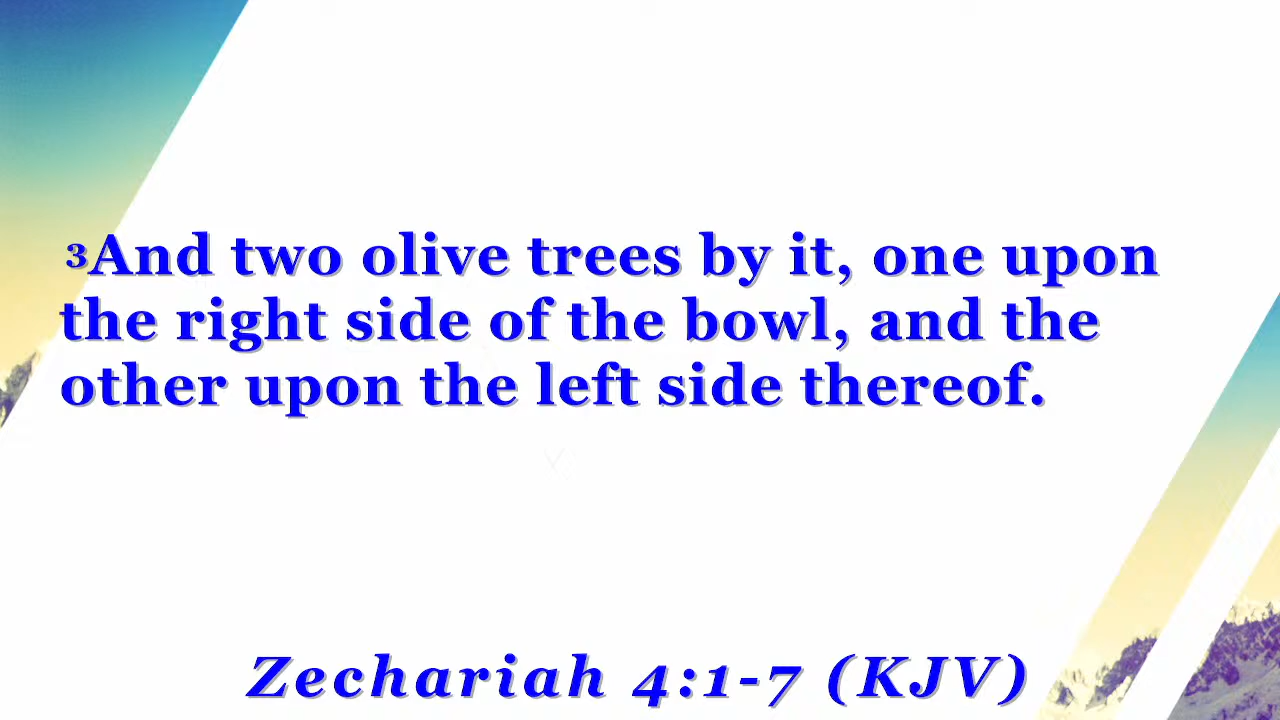 3And two olive trees by it, one upon
the right side of the bowl, and the
other upon the left side thereof.
Zechariah 4:1-7 (KJV)